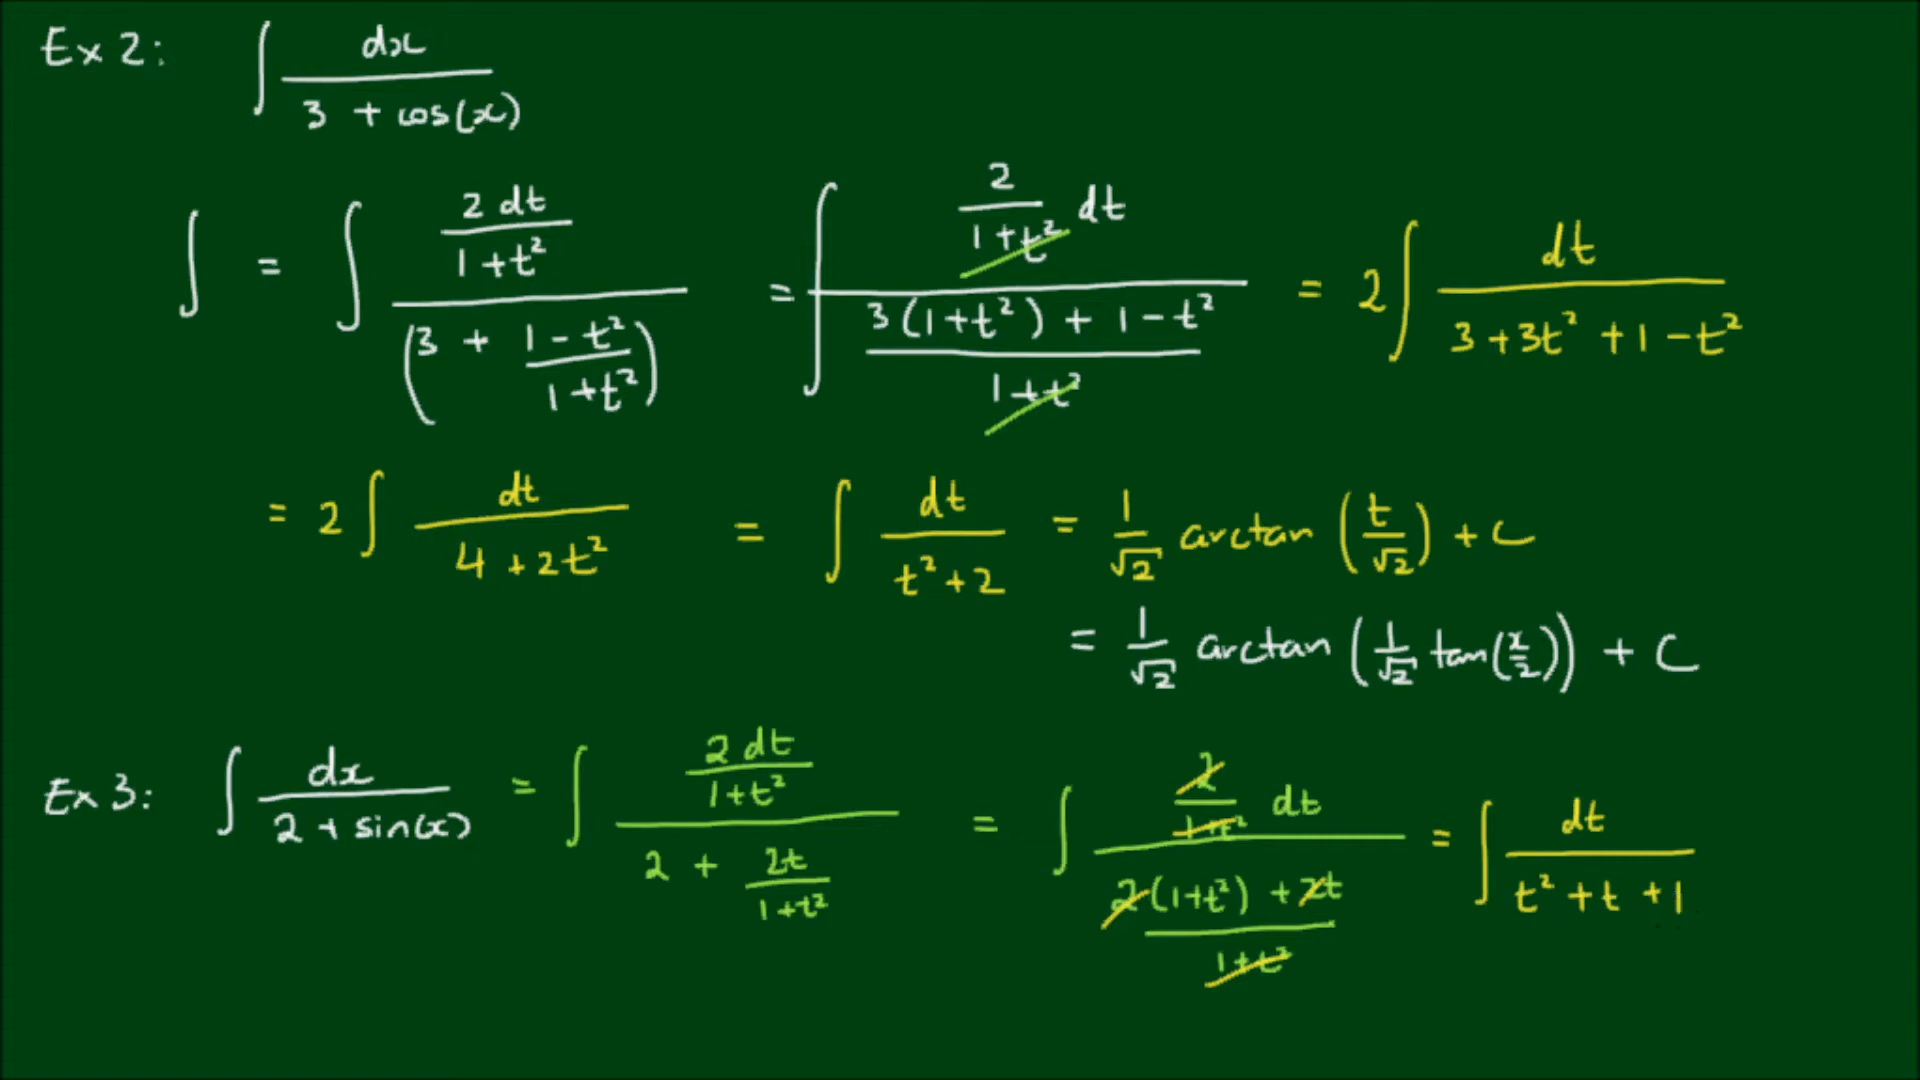 Ex 2: ∫ dx / (3 + cos(x))
∫ = ∫ (2 dt / (1+t²)) / (3 + (1-t²)/(1+t²)) = ∫ (2/(1+t²) dt) / ((3(1+t²) + 1-t²)/(1+t²)) = 2∫ dt / (3+3t²+1-t²)
= 2∫ dt / (4+2t²) = ∫ dt / (t²+2) = 1/√2 arctan (t/√2) + C
= 1/√2 arctan (1/√2 tan(x/2)) + C
Ex 3: ∫ dx / (2 + sin(x)) = ∫ (2 dt / (1+t²)) / (2 + 2t/(1+t²)) = ∫ (2/(1+t²) dt) / ((2(1+t²) + 2t)/(1+t²)) = ∫ dt / (t²+t+1)